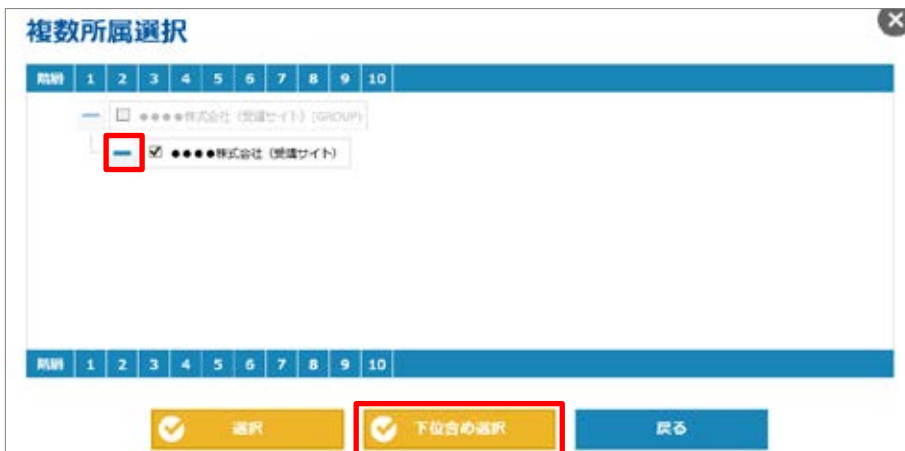 複数所属選択
階層 1 2 3 4 5 6 7 8 9 10
●●●●株式会社（受講サイト）[GROUP]
●●●●株式会社（受講サイト）
階層 1 2 3 4 5 6 7 8 9 10
選択 下位含め選択 戻る